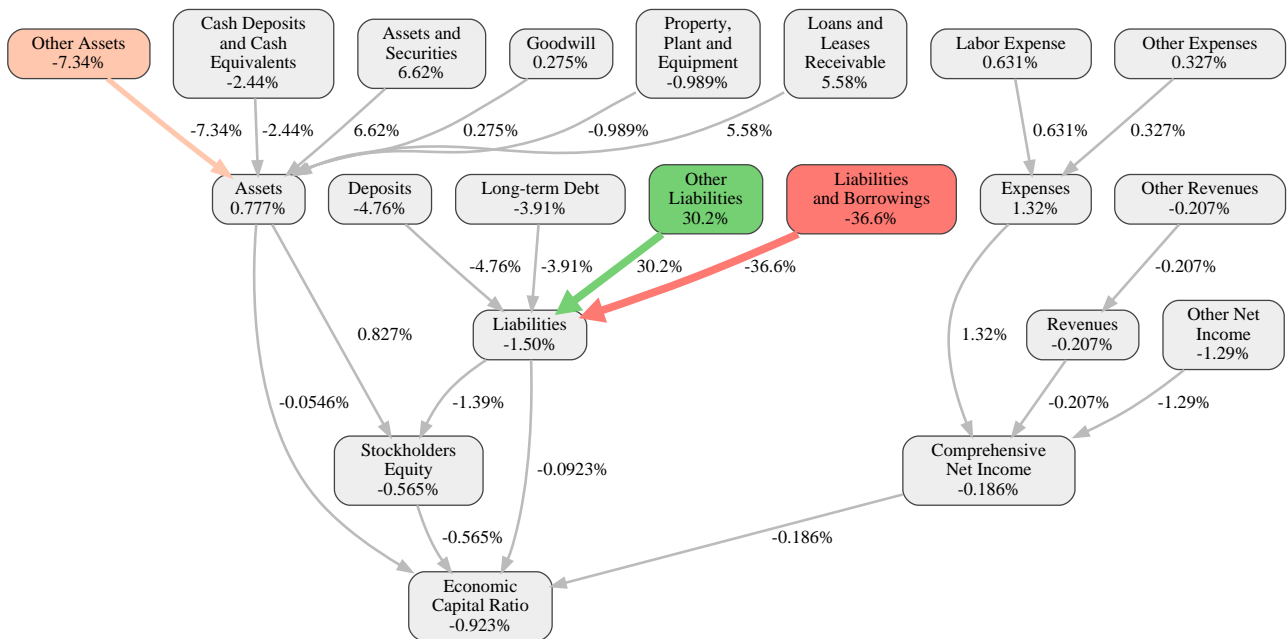 Other Assets
-7.34%
Cash Deposits
and Cash
Equivalents
-2.44%
Assets and
Securities
6.62%
Goodwill
0.275%
Property,
Plant and
Equipment
-0.989%
Loans and
Leases
Receivable
5.58%
Labor Expense
0.631%
Other Expenses
0.327%
-7.34%
-2.44%
6.62%
0.275%
-0.989%
5.58%
0.631%
0.327%
Assets
0.777%
Deposits
-4.76%
Long-term Debt
-3.91%
Other
Liabilities
30.2%
Liabilities
and Borrowings
-36.6%
Expenses
1.32%
Other Revenues
-0.207%
-4.76%
-3.91%
30.2%
-36.6%
-0.207%
Liabilities
-1.50%
Revenues
-0.207%
Other Net
Income
-1.29%
0.827%
1.32%
-0.0546%
-1.39%
-0.207%
-1.29%
Stockholders
Equity
-0.565%
-0.0923%
Comprehensive
Net Income
-0.186%
-0.565%
-0.186%
Economic
Capital Ratio
-0.923%